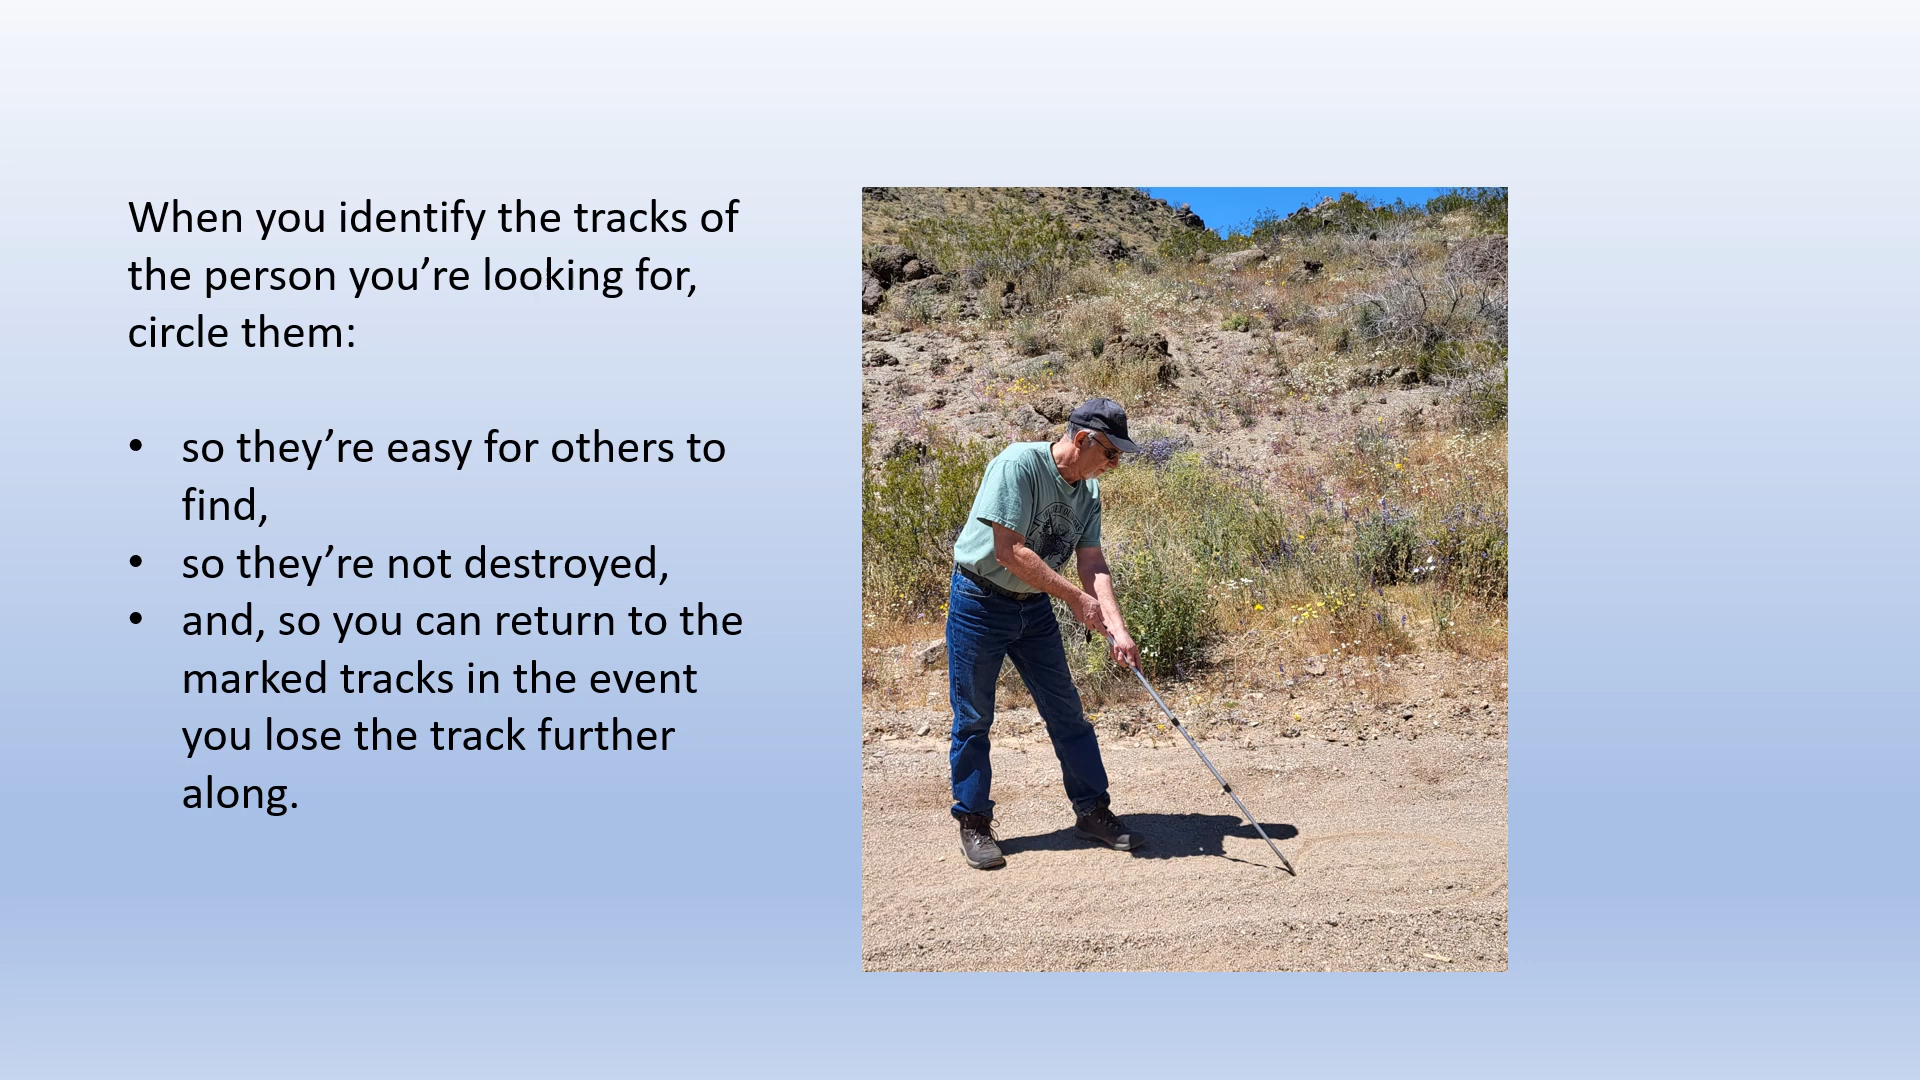 When you identify the tracks of
the person you’re looking for,
circle them:
• so they’re easy for others to
find,
• so they’re not destroyed,
• and, so you can return to the
marked tracks in the event
you lose the track further
along.